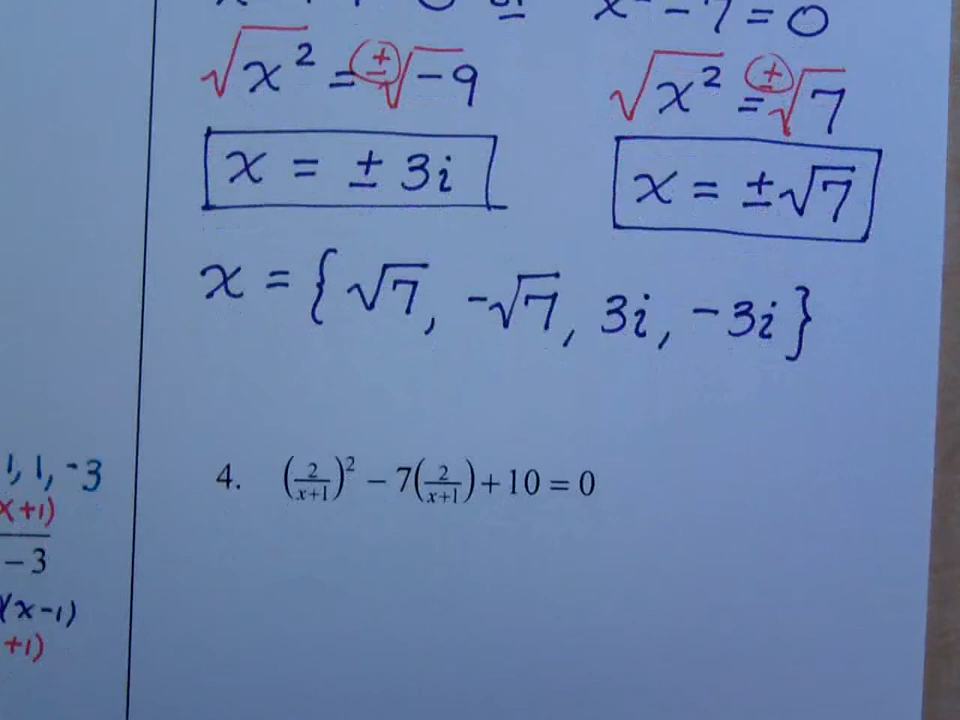 x² - 7 = 0
√x² = ±√-9
√x² = ±√7
x = ± 3i
x = ±√7
x = {√7, -√7, 3i, -3i}
1, 1, -3
x+1)
-3
)(x-1)
+1)
4. (2/(x+1))² - 7(2/(x+1)) + 10 = 0